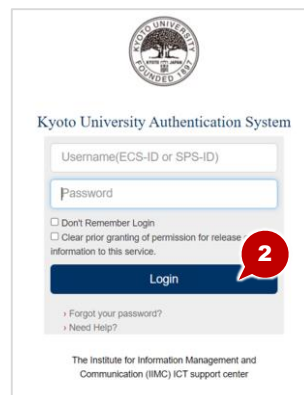 KYOTO UNIVERSITY
KYOTO JAPAN
FOUNDED 1897
Kyoto University Authentication System
Username(ECS-ID or SPS-ID)
Password
Don't Remember Login
Clear prior granting of permission for release
information to this service.
2
Login
› Forgot your password?
› Need Help?
The Institute for Information Management and
Communication (IIMC) ICT support center